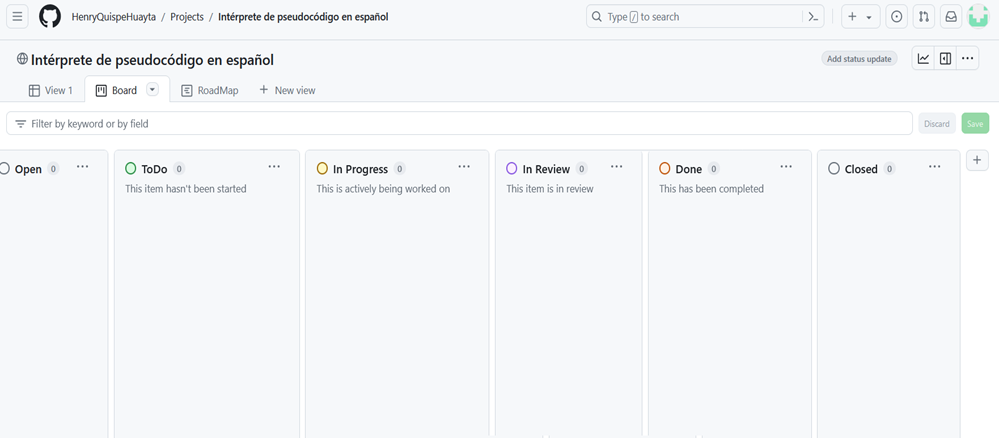 HenryQuispeHuayta / Projects / Intérprete de pseudocódigo en español
Type / to search
Intérprete de pseudocódigo en español
Add status update
View 1
Board
RoadMap
+ New view
Filter by keyword or by field
Discard
Save
Open 0
ToDo 0
This item hasn't been started
In Progress 0
This is actively being worked on
In Review 0
This item is in review
Done 0
This has been completed
Closed 0